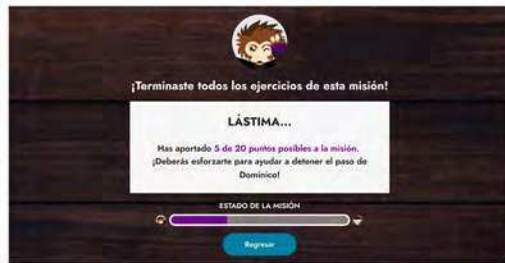 ¡Terminaste todos los ejercicios de esta misión!
LÁSTIMA...
Has aportado 5 de 20 puntos posibles a la misión.
¡Deberás esforzarte para ayudar a detener el paso de
Dominico!
ESTADO DE LA MISIÓN
Regresar